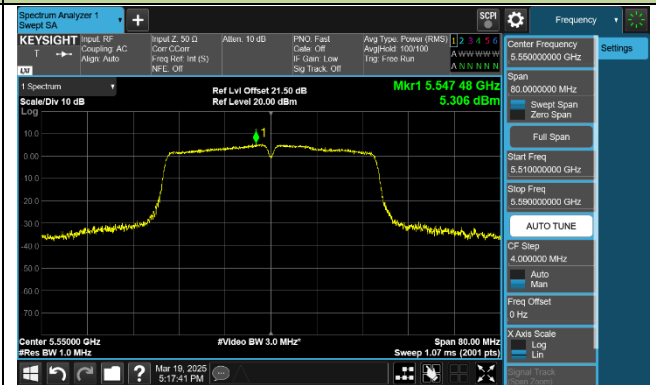 Spectrum Analyzer 1
Swept SA
+
SCPI
Frequency
KEYSIGHT
T
LXI
Input: RF
Coupling: AC
Align: Auto
Input Z: 50 Ω
Corr CCorr
Freq Ref: Int (S)
NFE: Off
Atten: 10 dB
PNO: Fast
Gate: Off
IF Gain: Low
Sig Track: Off
Avg Type: Power (RMS)
Avg|Hold: 100/100
Trig: Free Run
1 2 3 4 5 6
A W W W W W
A N N N N N
Center Frequency
5.550000000 GHz
Settings
Span
80.0000000 MHz
Swept Span
Zero Span
Full Span
Start Freq
5.510000000 GHz
Stop Freq
5.590000000 GHz
AUTO TUNE
CF Step
4.000000 MHz
Auto
Man
Freq Offset
0 Hz
X Axis Scale
Log
Lin
Signal Track
(Span Zoom)
1 Spectrum
Scale/Div 10 dB
Log
Ref Lvl Offset 21.50 dB
Ref Level 20.00 dBm
Mkr1 5.547 48 GHz
5.306 dBm
1
10.0
0.00
10.0
20.0
30.0
-40.0
50.0
60.0
70.0
Center 5.55000 GHz
#Res BW 1.0 MHz
#Video BW 3.0 MHz*
Span 80.00 MHz
Sweep 1.07 ms (2001 pts)
?
Mar 19, 2025
5:17:41 PM